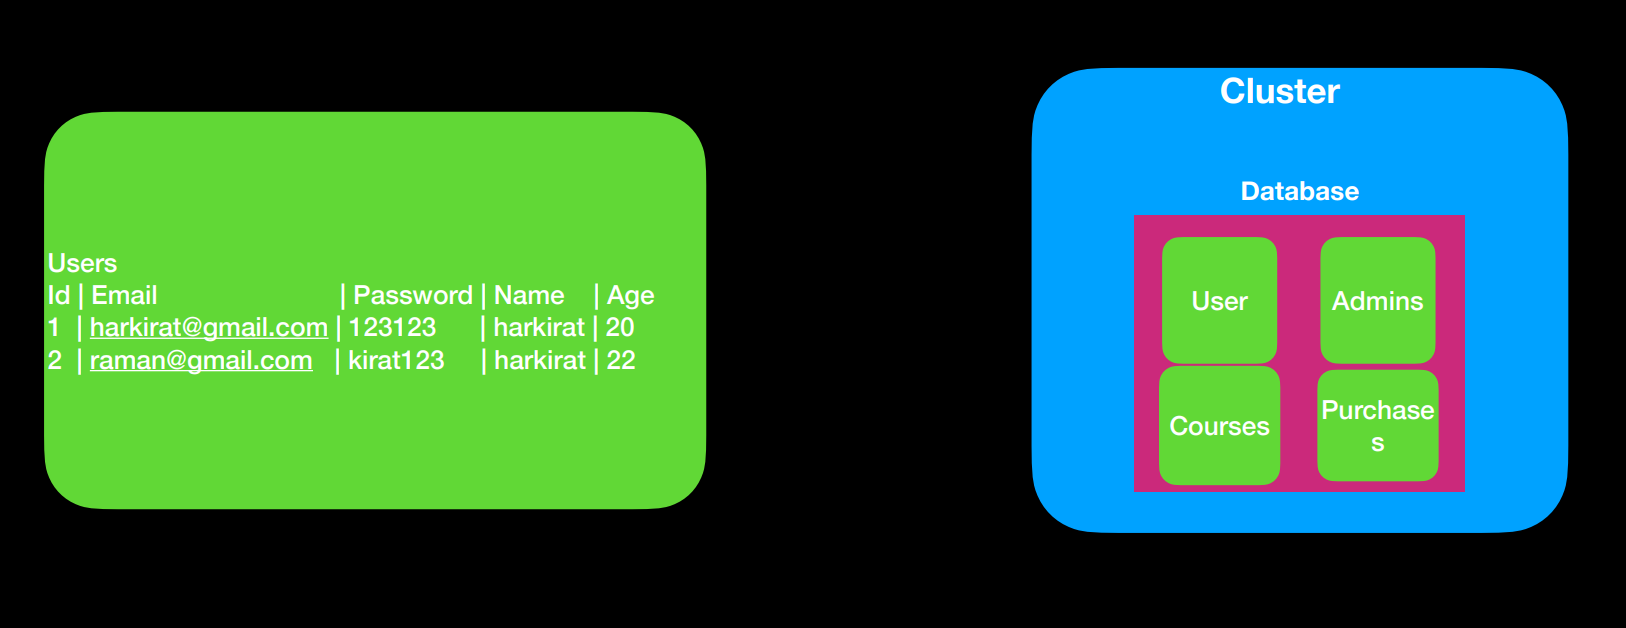 Users
Id | Email | Password | Name | Age
1 | harkirat@gmail.com | 123123 | harkirat | 20
2 | raman@gmail.com | kirat123 | harkirat | 22
Cluster
Database
User
Admins
Courses
Purchase
s